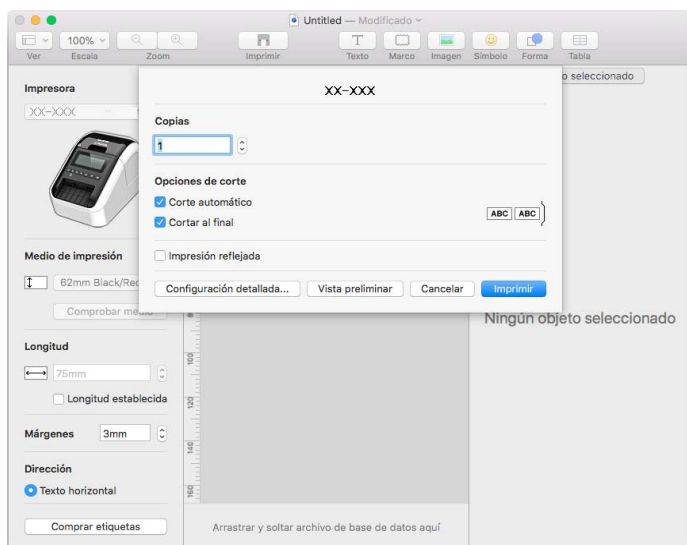 Untitled — Modificado
100%
Ver Escala Zoom Imprimir Texto Marco Imagen Símbolo Forma Tabla
o seleccionado
Impresora
XX-XXX
XX-XXX
Copias
1
Opciones de corte
Corte automático
Cortar al final
ABC ABC
Impresión reflejada
Configuración detallada... Vista preliminar Cancelar Imprimir
Medio de impresión
62mm Black/Red
Comprobar medio
Ningún objeto seleccionado
Longitud
75mm
Longitud establecida
Márgenes 3mm
Dirección
Texto horizontal
Comprar etiquetas
100
120
140
160
Arrastrar y soltar archivo de base de datos aquí